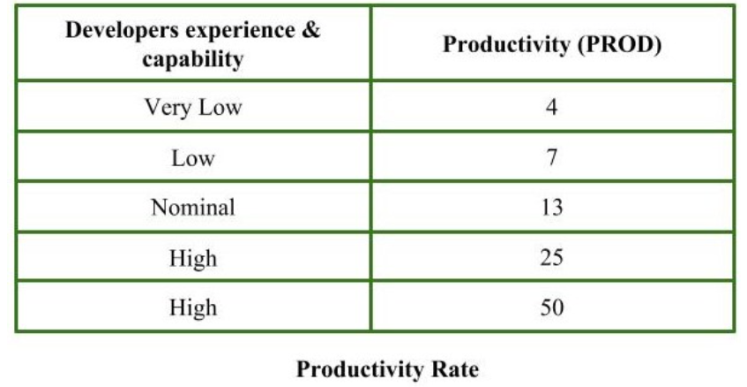 Developers experience &
capability
Productivity (PROD)
Very Low
4
Low
7
Nominal
13
High
25
High
50
Productivity Rate